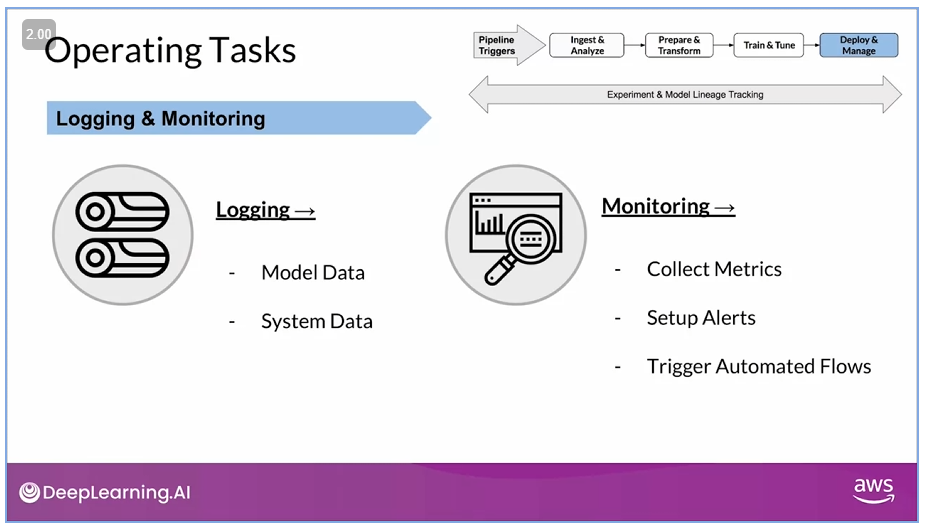 2.00
Operating Tasks
Pipeline
Triggers
Ingest &
Analyze
Prepare &
Transform
Train & Tune
Deploy &
Manage
Experiment & Model Lineage Tracking
Logging & Monitoring
Logging →
- Model Data
- System Data
Monitoring →
- Collect Metrics
- Setup Alerts
- Trigger Automated Flows
DeepLearning.AI
aws